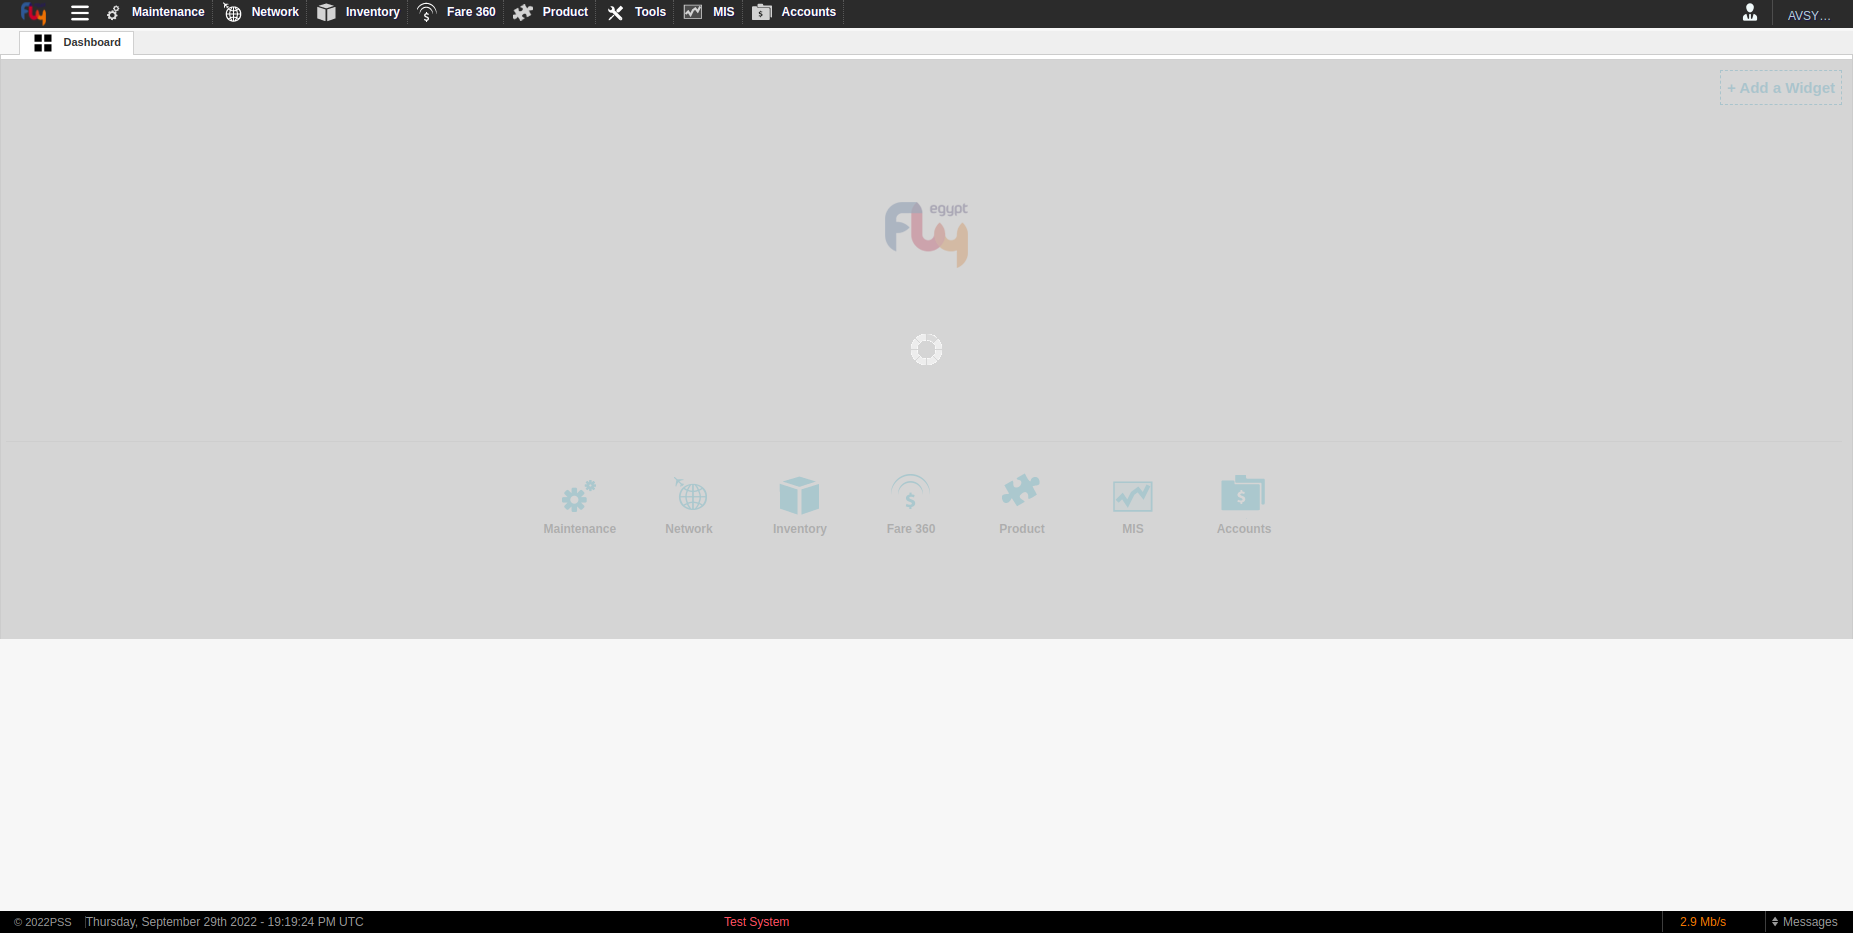 Fly Maintenance Network Inventory Fare 360 Product Tools MIS Accounts AVSY...
Dashboard
+ Add a Widget
Fly egypt
Maintenance Network Inventory Fare 360 Product MIS Accounts
© 2022PSS Thursday, September 29th 2022 - 19:19:24 PM UTC Test System 2.9 Mb/s Messages